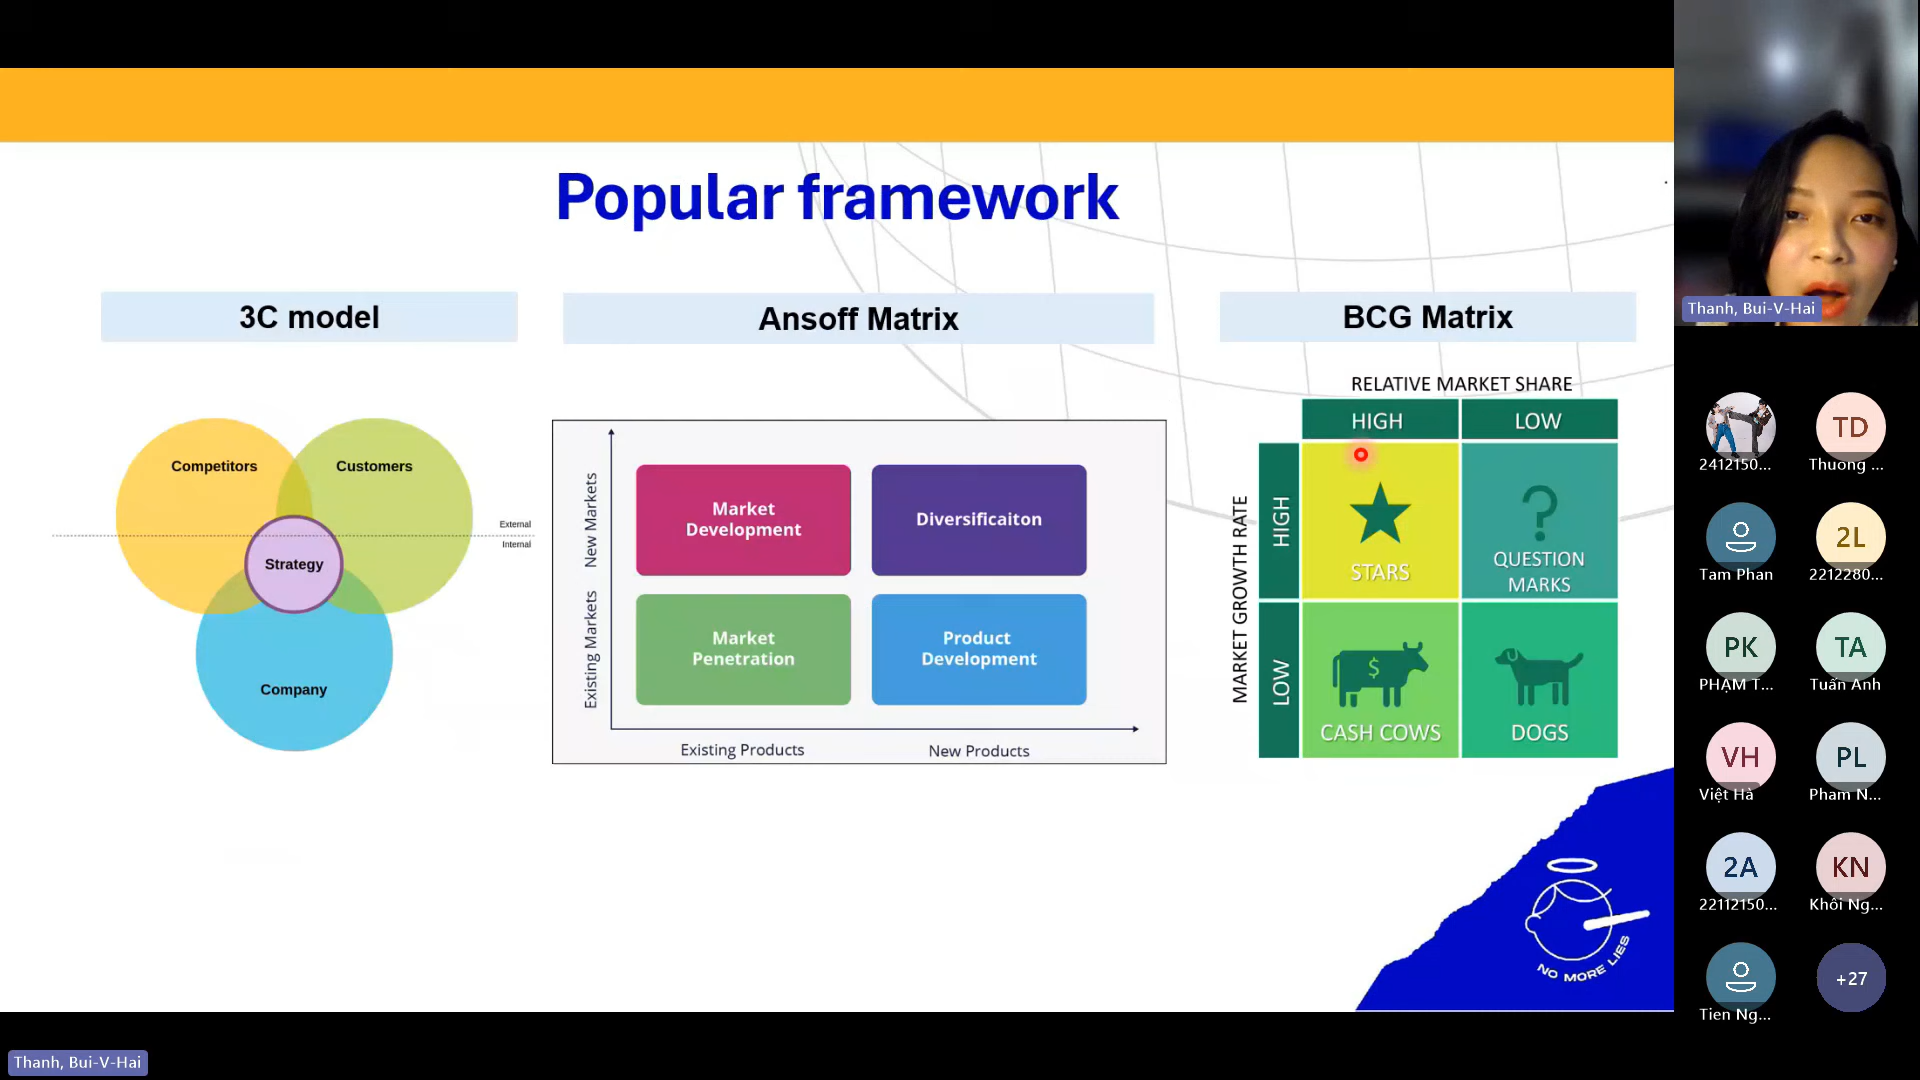 Popular framework
3C model
Ansoff Matrix
BCG Matrix
Competitors
Customers
External
Internal
Strategy
Company
New Markets
Existing Markets
Market
Development
Diversificaiton
Market
Penetration
Product
Development
Existing Products
New Products
RELATIVE MARKET SHARE
HIGH
LOW
MARKET GROWTH RATE
HIGH
LOW
STARS
?
QUESTION
MARKS
$
CASH COWS
DOGS
NO MORE LIES
Thanh, Bui-V-Hai
2412150...
TD
Thuong ...
Tam Phan
2L
2212280...
PK
PHẠM T...
TA
Tuấn Anh
VH
Việt Hà
PL
Pham N...
2A
22112150...
KN
Khôi Ng...
Tien Ng...
+27
Thanh, Bui-V-Hai